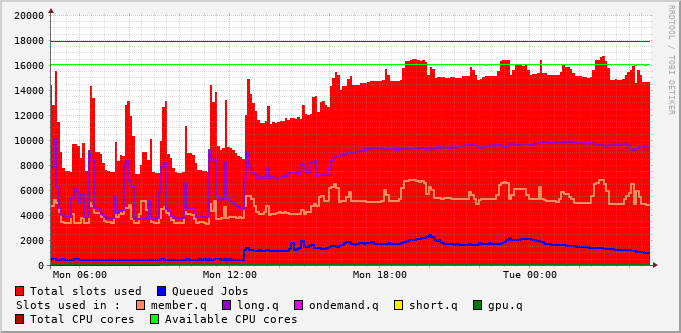 20000
18000
16000
14000
12000
10000
8000
6000
4000
2000
0
Mon 06:00 Mon 12:00 Mon 18:00 Tue 00:00
RRDTOOL / TOBI OETIKER
Total slots used Queued Jobs
Slots used in : member.q long.q ondemand.q short.q gpu.q
Total CPU cores Available CPU cores